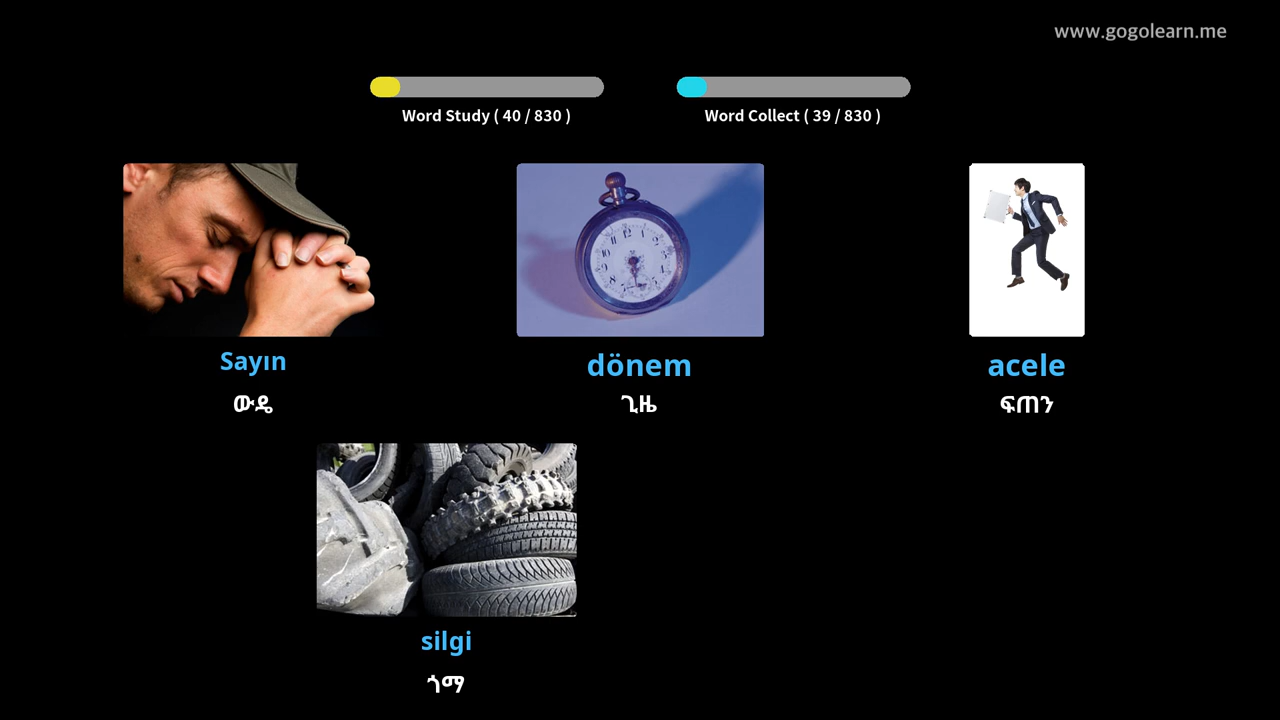 www.gogolearn.me
Word Study ( 40 / 830 )
Word Collect ( 39 / 830 )
Sayın
ውዴ
dönem
ጊዜ
acele
ፍጠን
silgi
ጎማ